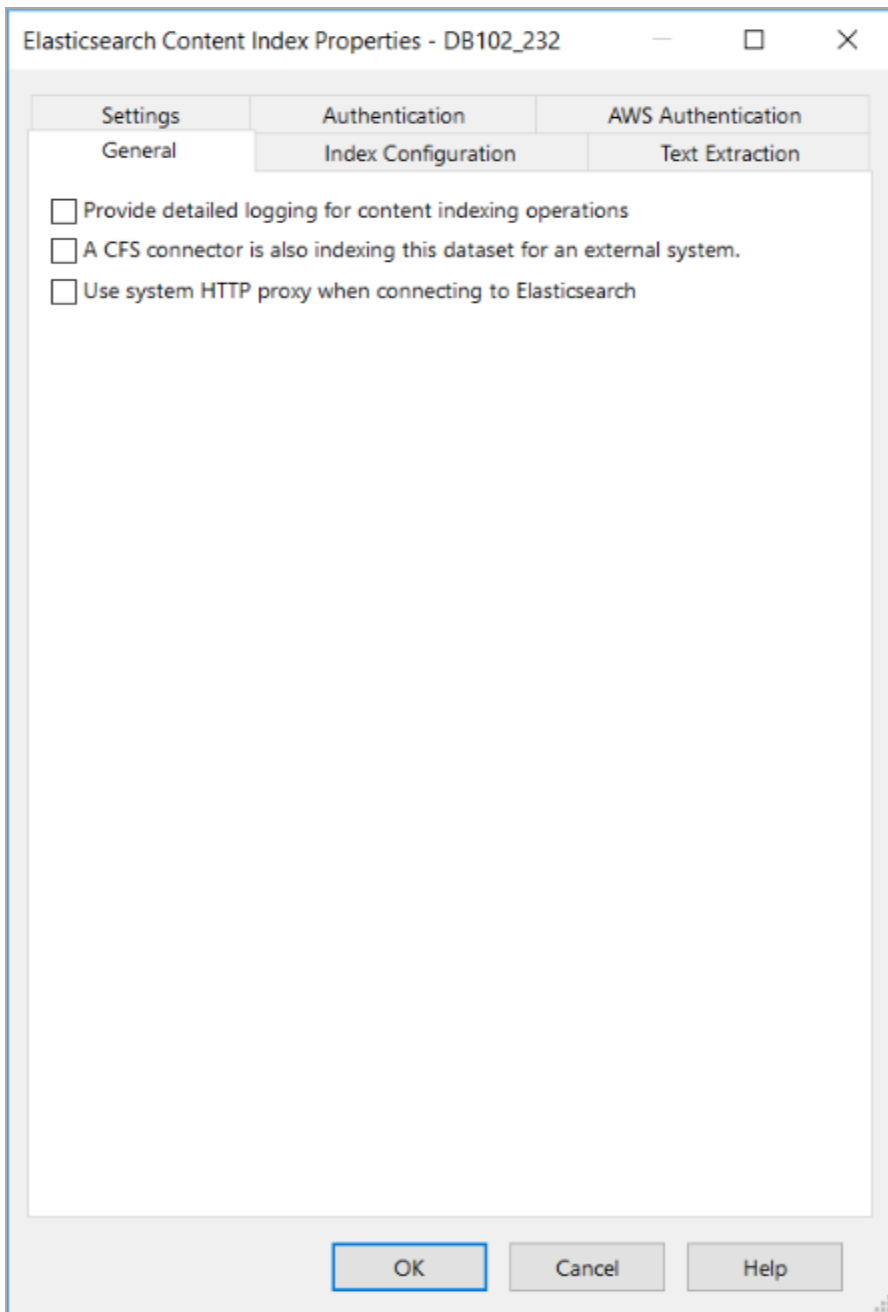 Elasticsearch Content Index Properties - DB102_232
Settings Authentication AWS Authentication
General Index Configuration Text Extraction
Provide detailed logging for content indexing operations
A CFS connector is also indexing this dataset for an external system.
Use system HTTP proxy when connecting to Elasticsearch
OK Cancel Help